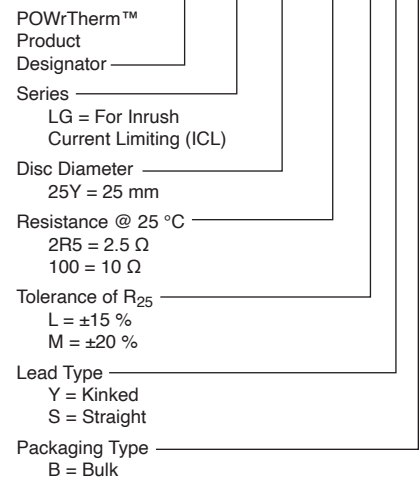 POWrTherm™
Product
Designator
Series
LG = For Inrush
Current Limiting (ICL)
Disc Diameter
25Y = 25 mm
Resistance @ 25 °C
2R5 = 2.5 Ω
100 = 10 Ω
Tolerance of R25
L = ±15 %
M = ±20 %
Lead Type
Y = Kinked
S = Straight
Packaging Type
B = Bulk